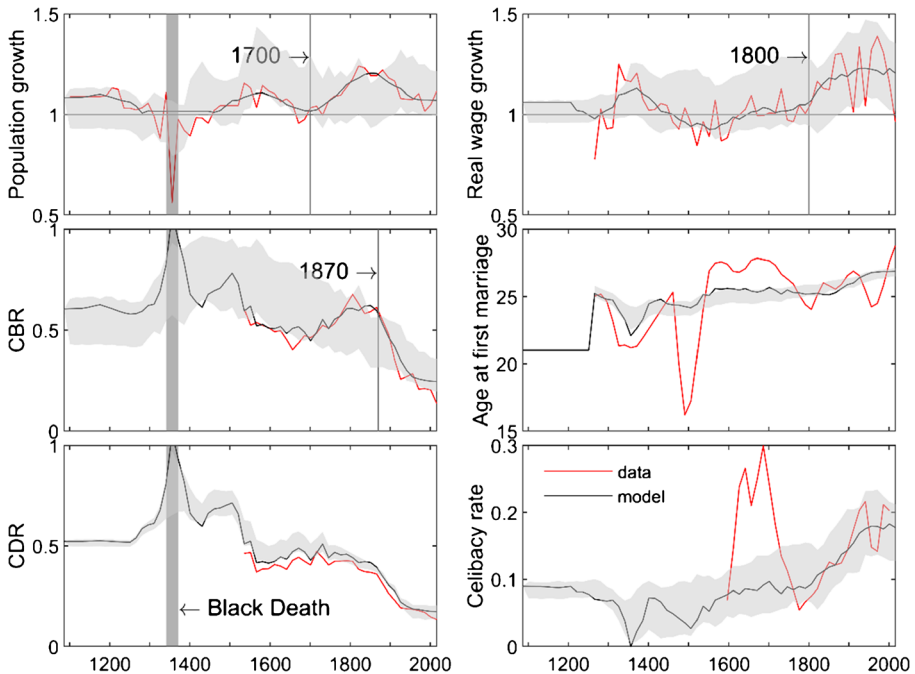 1.5
1
0.5
Population growth
1700 →
1.5
1
0.5
Real wage growth
1800 →
1
0.5
0
CBR
1870 →
30
25
20
15
Age at first marriage
1
0.5
0
CDR
← Black Death
1200 1400 1600 1800 2000
0.3
0.2
0.1
0
Celibacy rate
data
model
1200 1400 1600 1800 2000